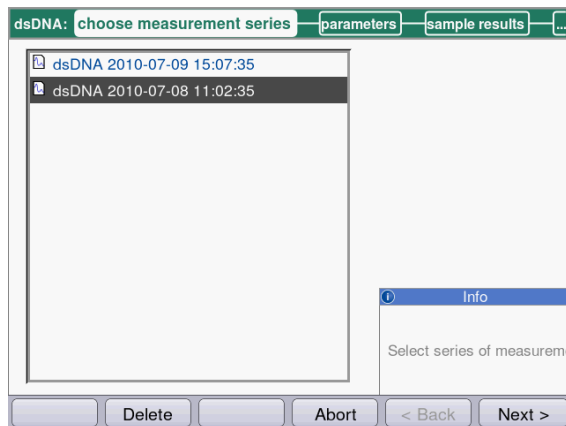 dsDNA: choose measurement series parameters sample results ...
dsDNA 2010-07-09 15:07:35
dsDNA 2010-07-08 11:02:35
Info
Select series of measurem
Delete Abort < Back Next >